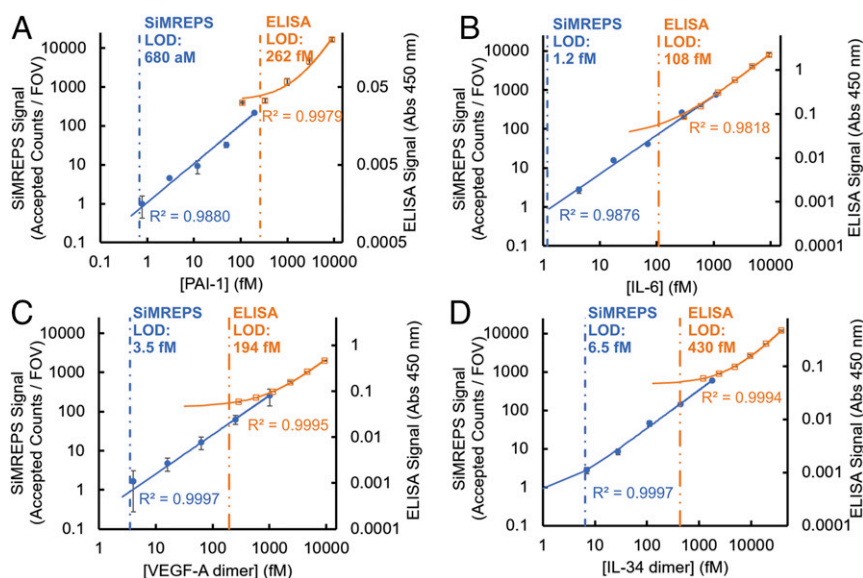 A
SiMREPS
LOD:
680 aM
ELISA
LOD:
262 fM
SiMREPS Signal
(Accepted Counts / FOV)
10000
1000
100
10
1
0.1
R² = 0.9979
R² = 0.9880
0.05
0.005
0.0005
ELISA Signal (Abs 450 nm)
0.1
1
10
100
1000
10000
[PAI-1] (fM)
B
SiMREPS
LOD:
1.2 fM
ELISA
LOD:
108 fM
SiMREPS Signal
(Accepted Counts / FOV)
10000
1000
100
10
1
0.1
R² = 0.9818
R² = 0.9876
1
0.1
0.01
0.001
0.0001
ELISA Signal (Abs 450 nm)
1
10
100
1000
10000
[IL-6] (fM)
C
SiMREPS
LOD:
3.5 fM
ELISA
LOD:
194 fM
SiMREPS Signal
(Accepted Counts / FOV)
10000
1000
100
10
1
0.1
R² = 0.9995
R² = 0.9997
1
0.1
0.01
0.001
0.0001
ELISA Signal (Abs 450 nm)
1
10
100
1000
10000
[VEGF-A dimer] (fM)
D
SiMREPS
LOD:
6.5 fM
ELISA
LOD:
430 fM
SiMREPS Signal
(Accepted Counts / FOV)
10000
1000
100
10
1
0.1
R² = 0.9994
R² = 0.9997
0.1
0.01
0.001
0.0001
ELISA Signal (Abs 450 nm)
1
10
100
1000
10000
[IL-34 dimer] (fM)